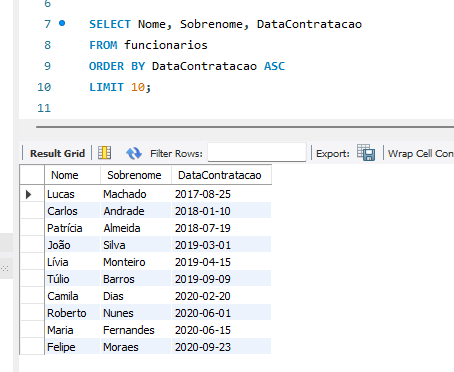 6
7 SELECT Nome, Sobrenome, DataContratacao
8 FROM funcionarios
9 ORDER BY DataContratacao ASC
10 LIMIT 10;
11
Result Grid Filter Rows: Export: Wrap Cell Con
Nome Sobrenome DataContratacao
Lucas Machado 2017-08-25
Carlos Andrade 2018-01-10
Patrícia Almeida 2018-07-19
João Silva 2019-03-01
Lívia Monteiro 2019-04-15
Túlio Barros 2019-09-09
Camila Dias 2020-02-20
Roberto Nunes 2020-06-01
Maria Fernandes 2020-06-15
Felipe Moraes 2020-09-23